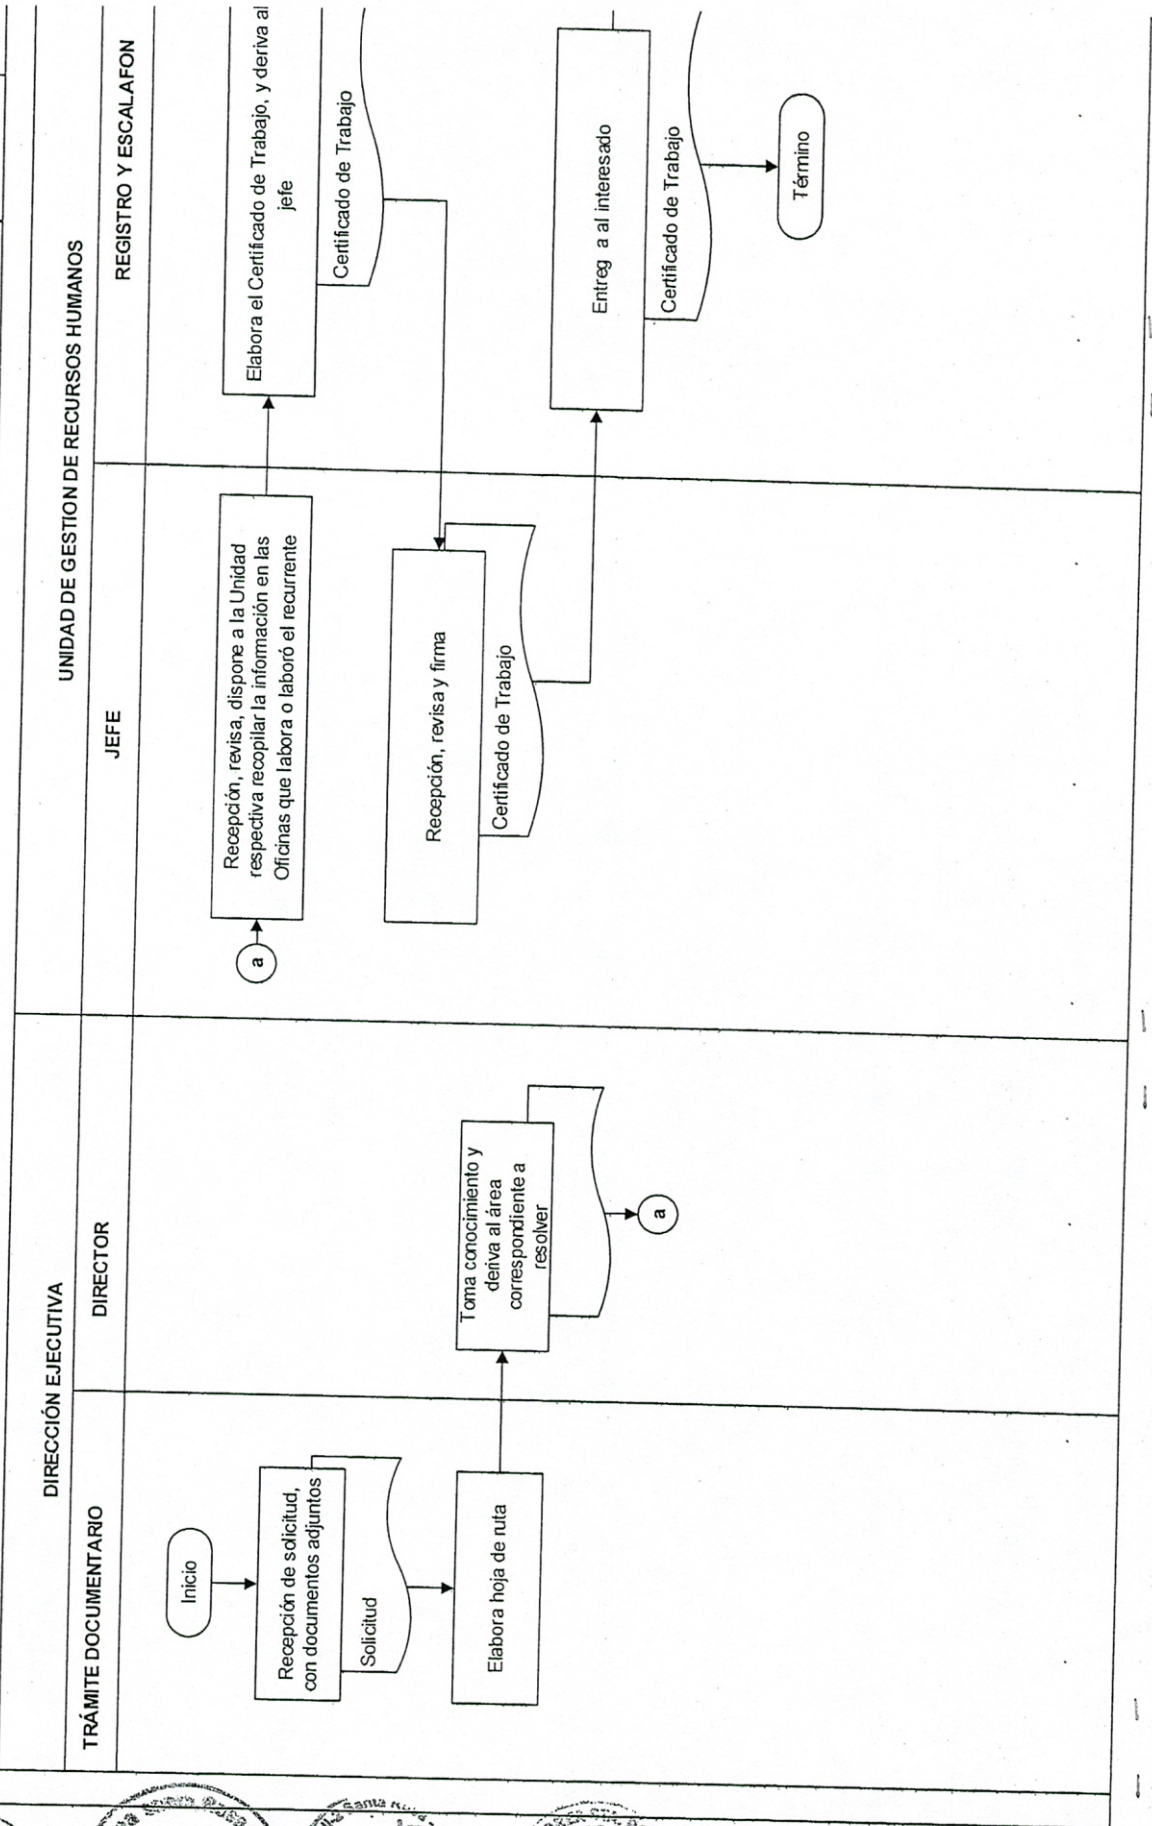 DIRECCIÓN EJECUTIVA
UNIDAD DE GESTION DE RECURSOS HUMANOS
TRÁMITE DOCUMENTARIO
DIRECTOR
JEFE
REGISTRO Y ESCALAFON
Inicio
Recepción de solicitud,
con documentos adjuntos
Solicitud
Elabora hoja de ruta
Toma conocimiento y
deriva al área
correspondiente a
resolver
a
a
Recepción, revisa, dispone a la Unidad
respectiva recopilar la información en las
Oficinas que labora o laboró el recurrente
Elabora el Certificado de Trabajo, y deriva al
jefe
Certificado de Trabajo
Recepción, revisa y firma
Certificado de Trabajo
Entreg a al interesado
Certificado de Trabajo
Término
Santa